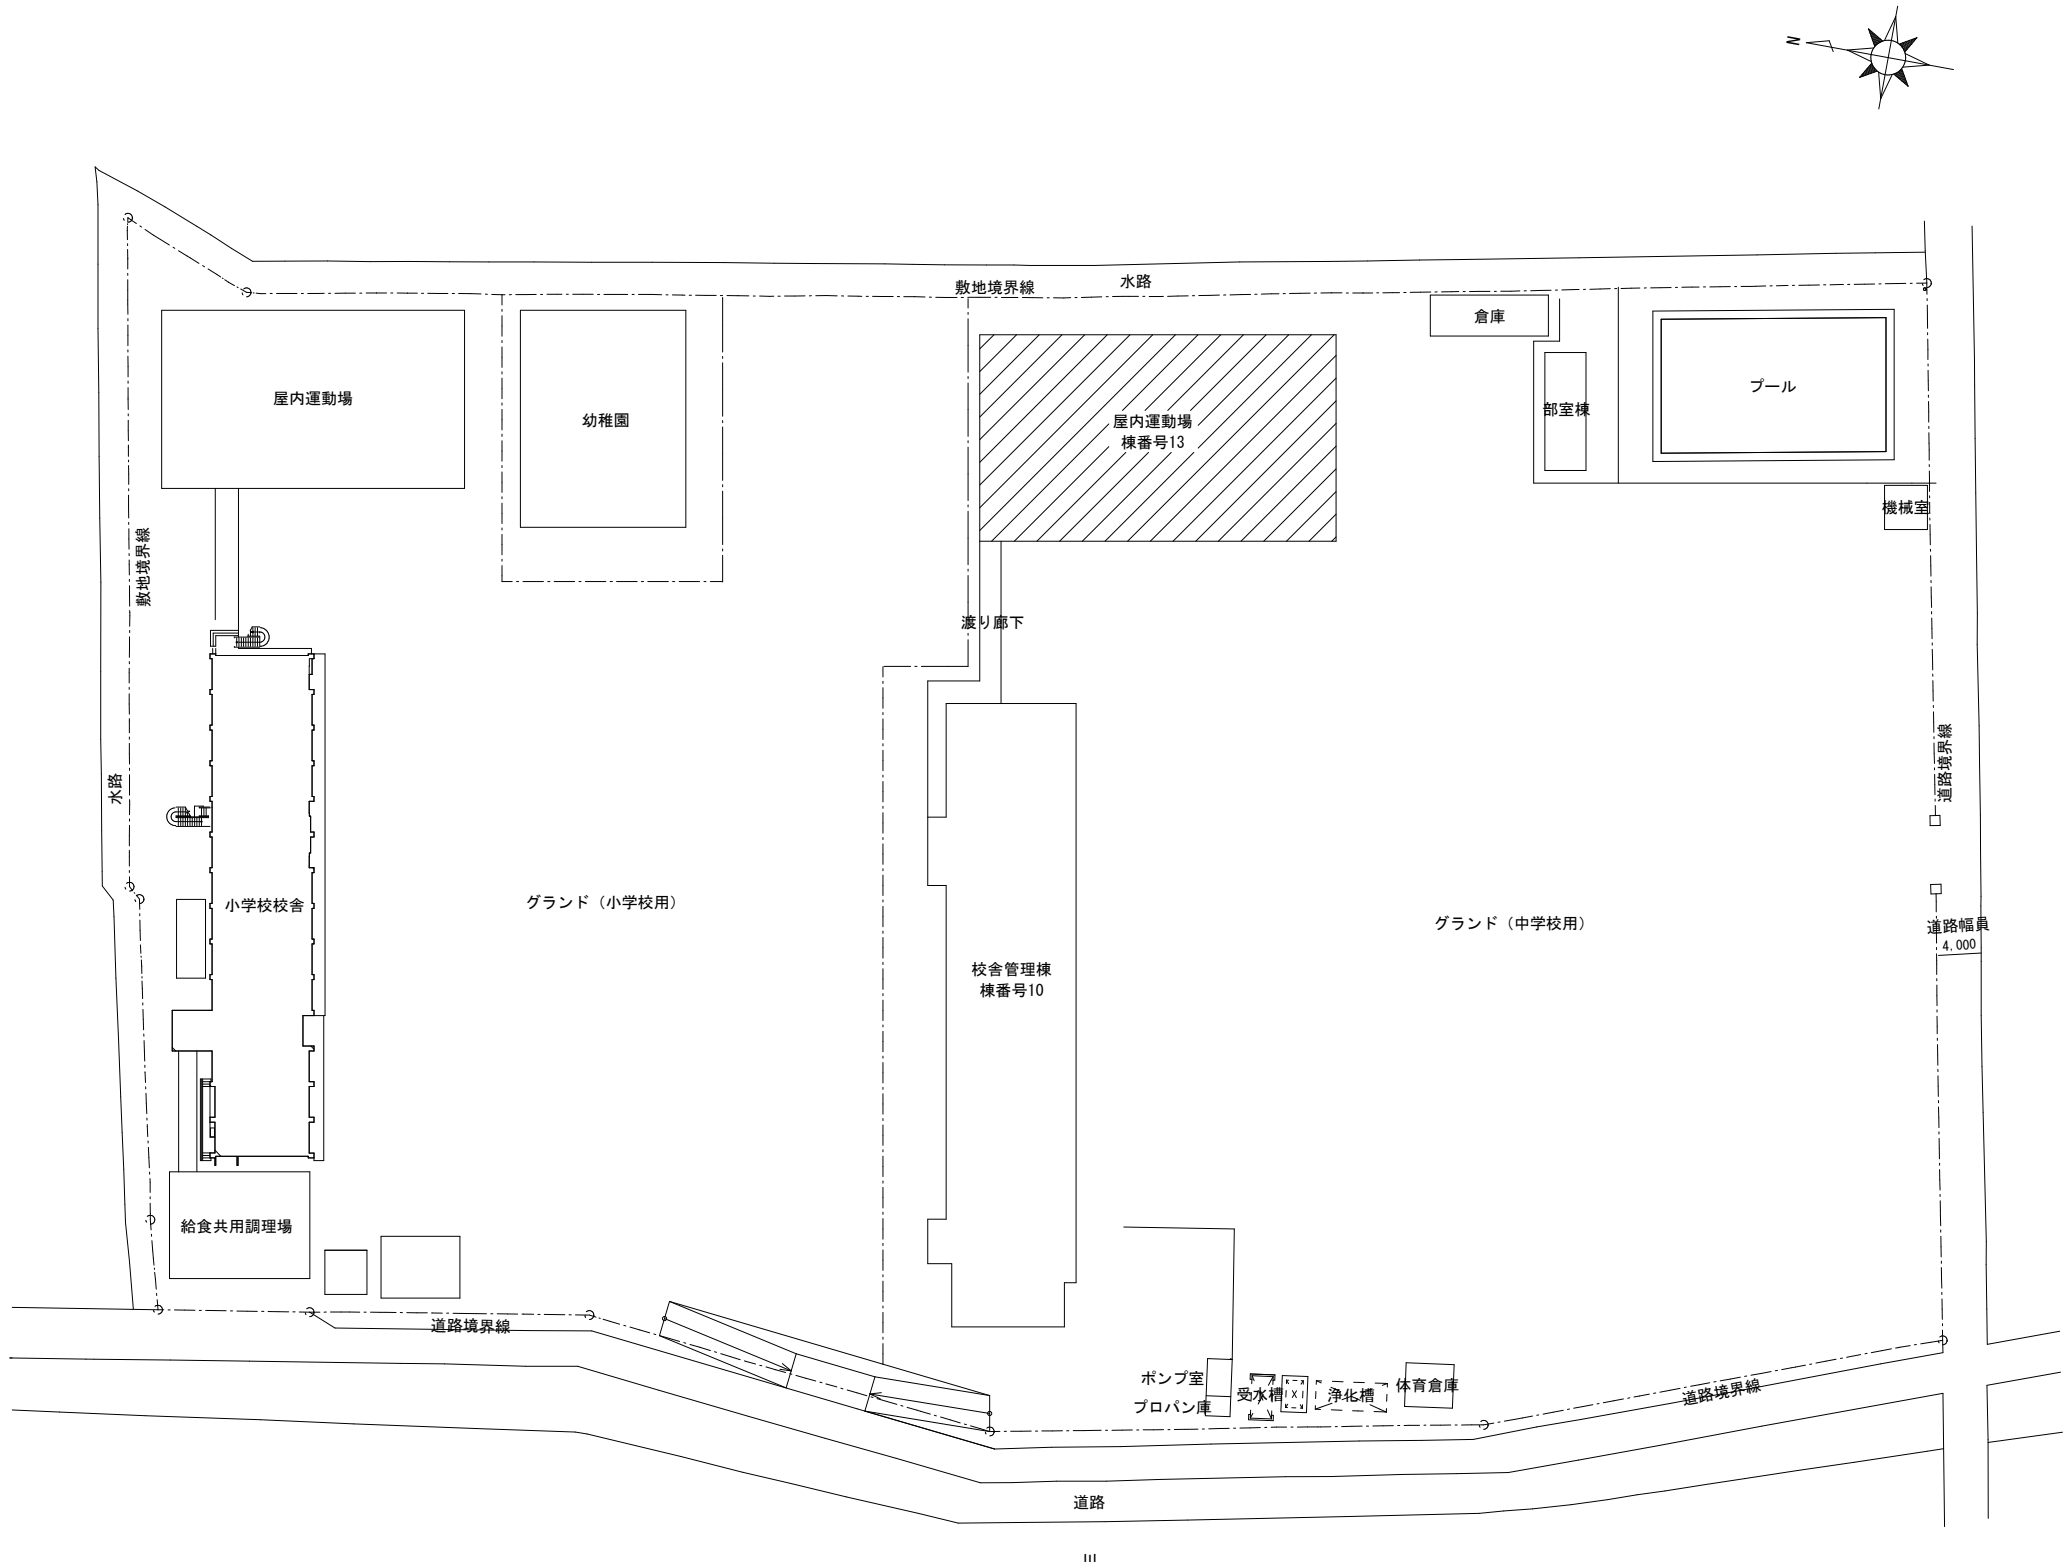 N
敷地境界線
水路
倉庫
屋内運動場
幼稚園
屋内運動場
棟番号13
部室棟
プール
機械室
敷地境界線
渡り廊下
水路
道路境界線
小学校校舎
グランド（小学校用）
グランド（中学校用）
道路幅員
4,000
校舎管理棟
棟番号10
給食共用調理場
道路境界線
ポンプ室
プロパン庫
受水槽
浄化槽
体育倉庫
道路境界線
道路